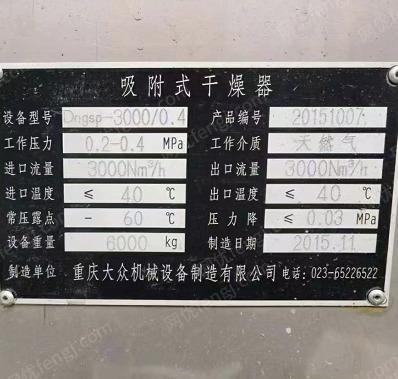 吸附式干燥器
设备型号 Dngsp-3000/0.4 产品编号 20151007
工作压力 0.2-0.4 MPa 工作介质 天然气
进口流量 3000Nm³/h 出口流量 3000Nm³/h
进口温度 ≤ 40 ℃ 出口温度 ≤ 40 ℃
常压露点 - 60 ℃ 压力降 ≤ 0.03 MPa
设备重量 6000 kg 制造日期 2015.11
制造单位 重庆大众机械设备制造有限公司 电话: 023-65226522